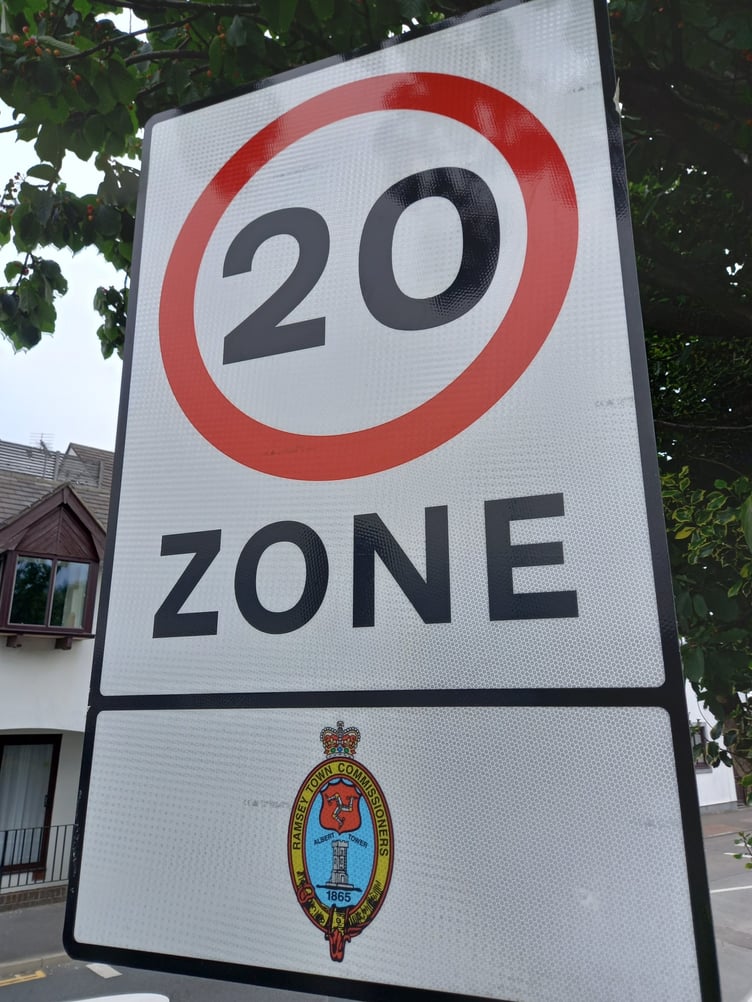 20
ZONE
RAMSEY TOWN COMMISSIONERS
ALBERT TOWER
1865